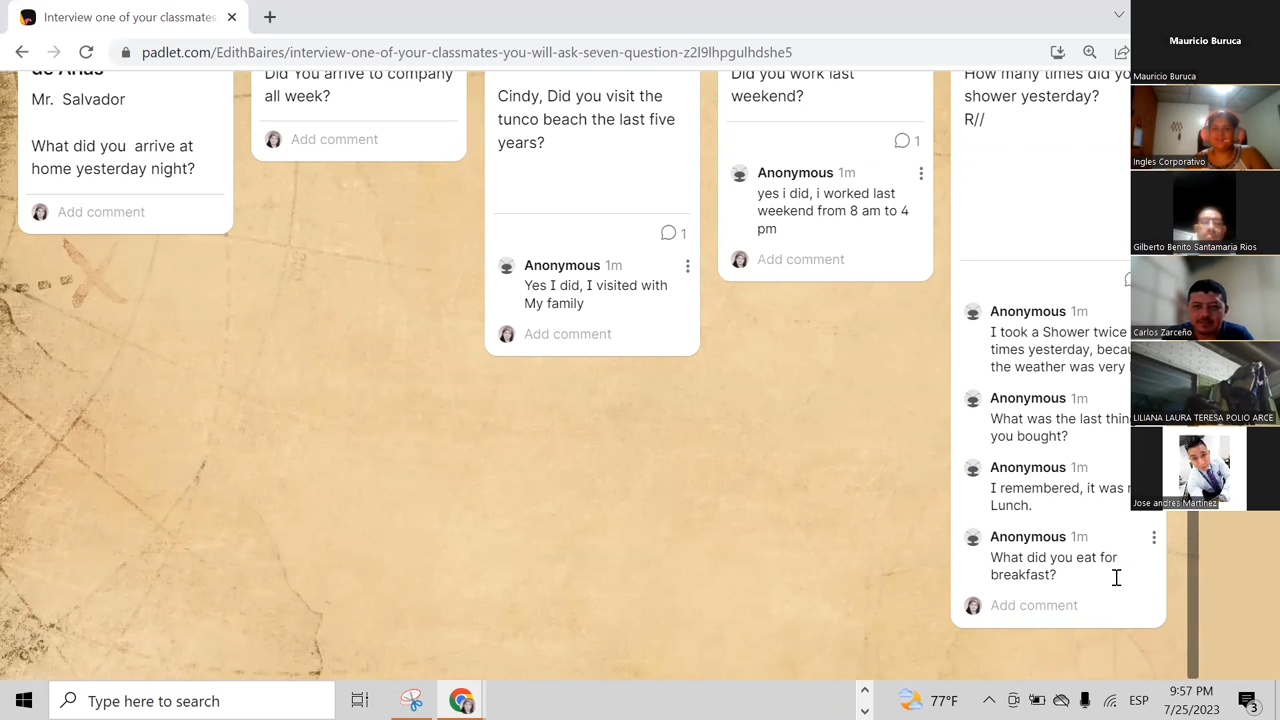 Interview one of your classmates
padlet.com/EdithBaires/interview-one-of-your-classmates-you-will-ask-seven-question-z2l9lhpgulhdshe5
de Arias
Mr. Salvador
What did you arrive at
home yesterday night?
Add comment
Did You arrive to company
all week?
Add comment
Cindy, Did you visit the
tunco beach the last five
years?
1
Anonymous 1m
Yes I did, I visited with
My family
Add comment
Did you work last
weekend?
1
Anonymous 1m
yes i did, i worked last
weekend from 8 am to 4
pm
Add comment
How many times did yo
shower yesterday?
R//
Anonymous 1m
I took a Shower twice
times yesterday, becau
the weather was very
Anonymous 1m
What was the last thin
you bought?
Anonymous 1m
I remembered, it was
Lunch.
Anonymous 1m
What did you eat for
breakfast?
Add comment
Mauricio Buruca
Mauricio Buruca
Ingles Corporativo
Gilberto Benito Santamaria Rios
Carlos Zarceño
LILIANA LAURA TERESA POLIO ARCE
Jose andres Martinez
Type here to search
77°F
ESP
9:57 PM
7/25/2023
3